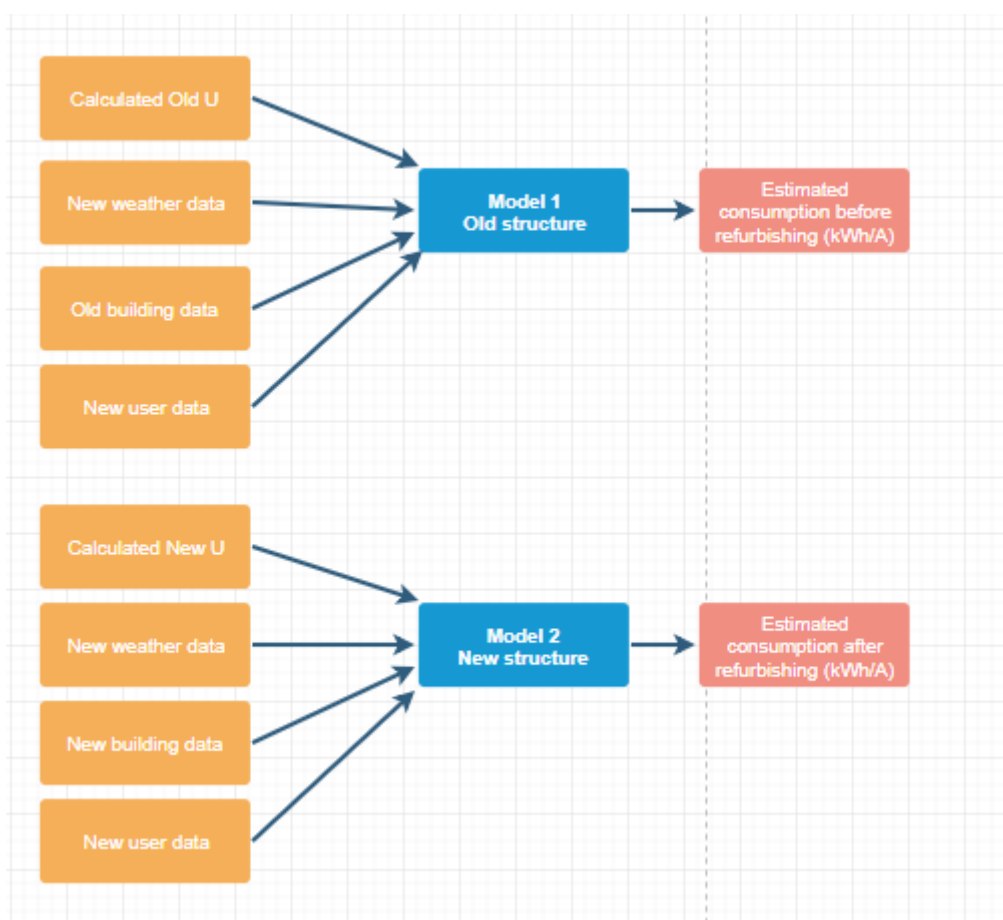 Calculated Old U
New weather data
Old building data
New user data
Model 1
Old structure
Estimated
consumption before
refurbishing (kWh/A)
Calculated New U
New weather data
New building data
New user data
Model 2
New structure
Estimated
consumption after
refurbishing (kWh/A)